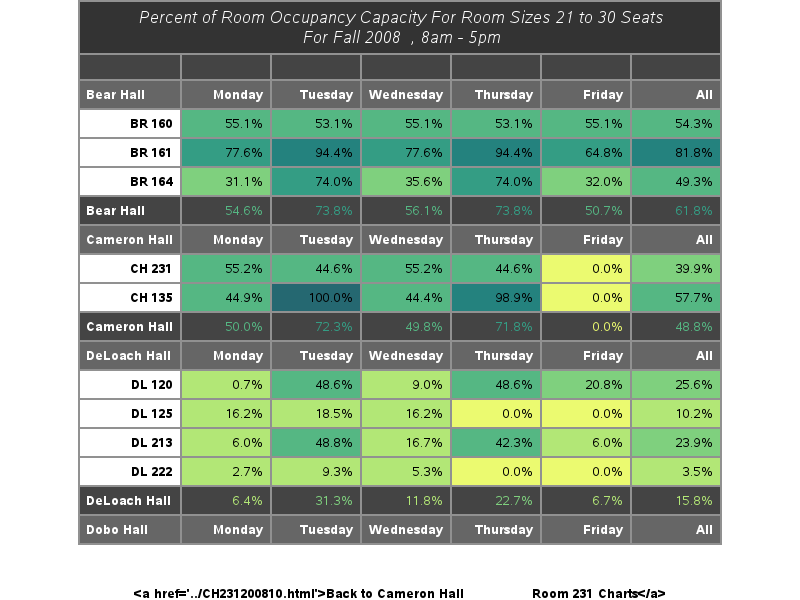 Percent of Room Occupancy Capacity For Room Sizes 21 to 30 Seats
For Fall 2008 , 8am - 5pm
Bear Hall Monday Tuesday Wednesday Thursday Friday All
BR 160 55.1% 53.1% 55.1% 53.1% 55.1% 54.3%
BR 161 77.6% 94.4% 77.6% 94.4% 64.8% 81.8%
BR 164 31.1% 74.0% 35.6% 74.0% 32.0% 49.3%
Bear Hall 54.6% 73.8% 56.1% 73.8% 50.7% 61.8%
Cameron Hall Monday Tuesday Wednesday Thursday Friday All
CH 231 55.2% 44.6% 55.2% 44.6% 0.0% 39.9%
CH 135 44.9% 100.0% 44.4% 98.9% 0.0% 57.7%
Cameron Hall 50.0% 72.3% 49.8% 71.8% 0.0% 48.8%
DeLoach Hall Monday Tuesday Wednesday Thursday Friday All
DL 120 0.7% 48.6% 9.0% 48.6% 20.8% 25.6%
DL 125 16.2% 18.5% 16.2% 0.0% 0.0% 10.2%
DL 213 6.0% 48.8% 16.7% 42.3% 6.0% 23.9%
DL 222 2.7% 9.3% 5.3% 0.0% 0.0% 3.5%
DeLoach Hall 6.4% 31.3% 11.8% 22.7% 6.7% 15.8%
Dobo Hall Monday Tuesday Wednesday Thursday Friday All
<a href='../CH231200810.html'>Back to Cameron Hall Room 231 Charts</a>